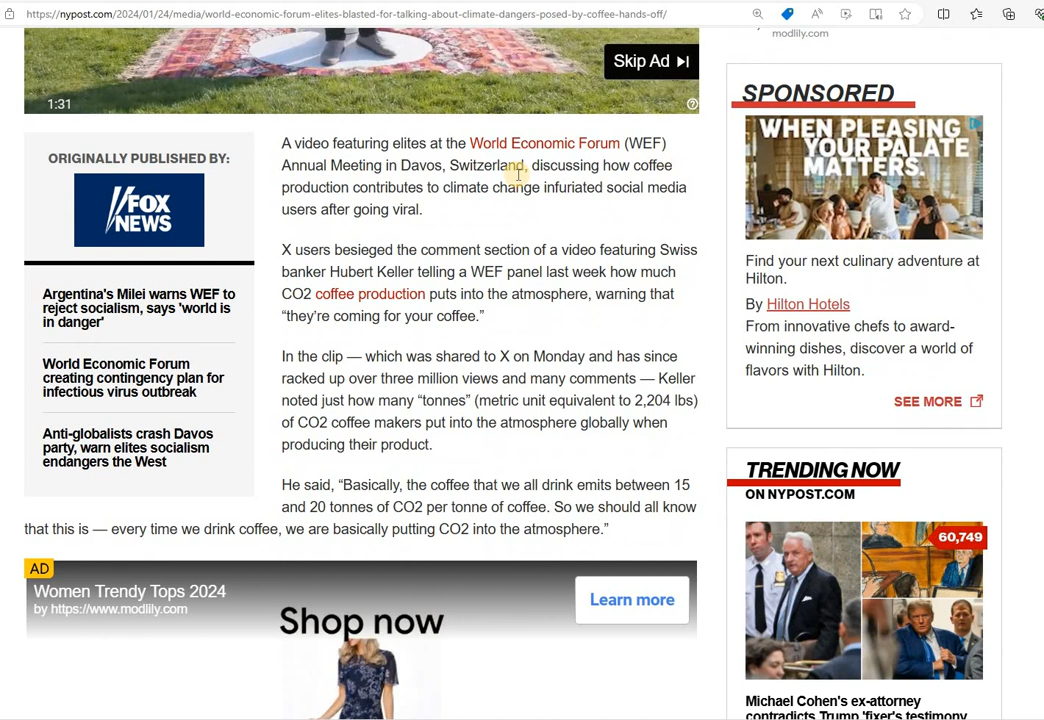 https://nypost.com/2024/01/24/media/world-economic-forum-elites-blasted-for-talking-about-climate-dangers-posed-by-coffee-hands-off/
Skip Ad
1:31
modlily.com
ORIGINALLY PUBLISHED BY:
FOX
NEWS
Argentina's Milei warns WEF to
reject socialism, says 'world is
in danger'
World Economic Forum
creating contingency plan for
infectious virus outbreak
Anti-globalists crash Davos
party, warn elites socialism
endangers the West
A video featuring elites at the World Economic Forum (WEF)
Annual Meeting in Davos, Switzerland, discussing how coffee
production contributes to climate change infuriated social media
users after going viral.
X users besieged the comment section of a video featuring Swiss
banker Hubert Keller telling a WEF panel last week how much
CO2 coffee production puts into the atmosphere, warning that
“they’re coming for your coffee.”
In the clip — which was shared to X on Monday and has since
racked up over three million views and many comments — Keller
noted just how many “tonnes” (metric unit equivalent to 2,204 lbs)
of CO2 coffee makers put into the atmosphere globally when
producing their product.
He said, “Basically, the coffee that we all drink emits between 15
and 20 tonnes of CO2 per tonne of coffee. So we should all know
that this is — every time we drink coffee, we are basically putting CO2 into the atmosphere.”
AD
Women Trendy Tops 2024
by https://www.modlily.com
Learn more
Shop now
SPONSORED
WHEN PLEASING
YOUR PALATE
MATTERS.
Find your next culinary adventure at
Hilton.
By Hilton Hotels
From innovative chefs to award-
winning dishes, discover a world of
flavors with Hilton.
SEE MORE
TRENDING NOW
ON NYPOST.COM
60,749
Michael Cohen's ex-attorney
contradicts Trump 'fixer's testimony